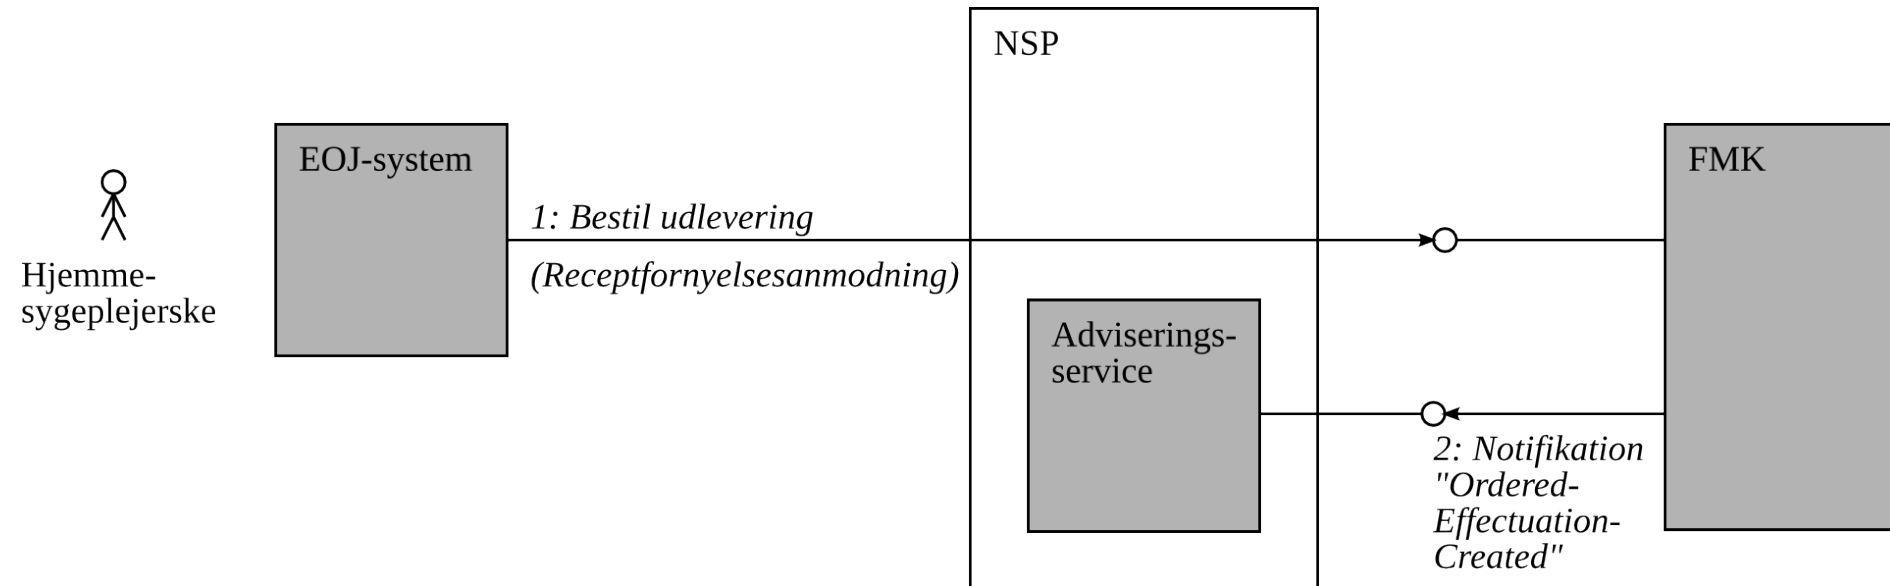 NSP
EOJ-system
FMK
1: Bestil udlevering
(Receptfornyelsesanmodning)
Hjemme-
sygeplejerske
Adviserings-
service
2: Notifikation
"Ordered-
Effectuation-
Created"